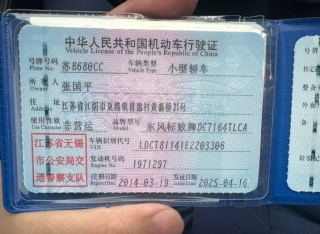 中华人民共和国机动车行驶证
Vehicle License of the People's Republic of China
号牌号码 苏B680CC 车辆类型 小型轿车
Plate No. Vehicle Type
所有人 张国平
Owner
住址 江苏省江阴市
Address
使用性质 非营运 品牌型号 东风标致牌DC7164TLCA
Use Character Model
江苏省无锡
市公安局交
通警察支队
车辆识别代号 LDCT81141E2203306
VIN
发动机号码 1971297
Engine No.
注册日期 2014-03-19 发证日期 2025-04-16
Register Date Issue Date